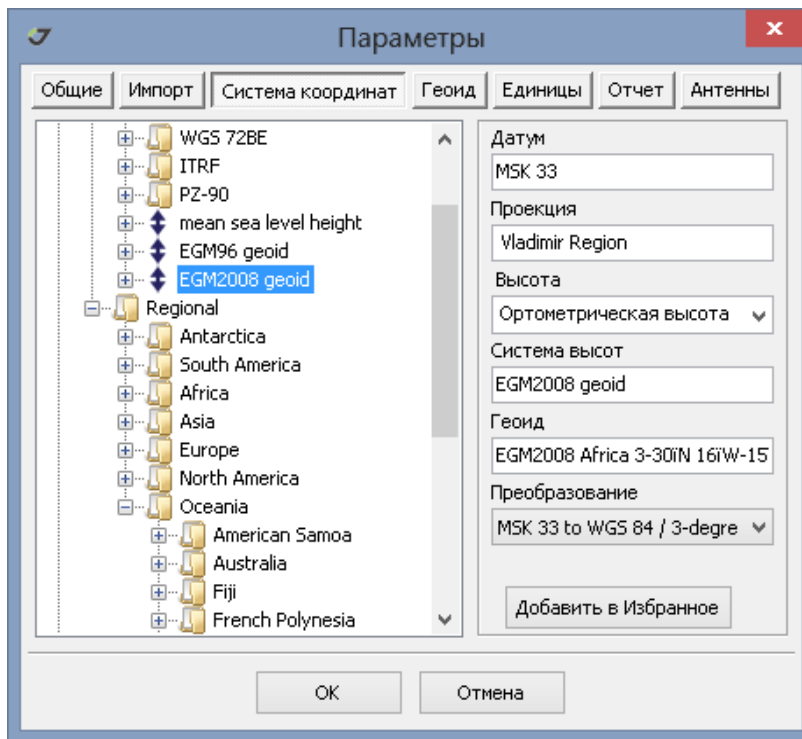 Параметры
Общие Импорт Система координат Геоид Единицы Отчет Антенны
WGS 72BE
ITRF
PZ-90
mean sea level height
EGM96 geoid
EGM2008 geoid
Regional
Antarctica
South America
Africa
Asia
Europe
North America
Oceania
American Samoa
Australia
Fiji
French Polynesia
Датум
MSK 33
Проекция
Vladimir Region
Высота
Ортометрическая высота
Система высот
EGM2008 geoid
Геоид
EGM2008 Africa 3-30їN 16їW-15
Преобразование
MSK 33 to WGS 84 / 3-degre
Добавить в Избранное
OK Отмена